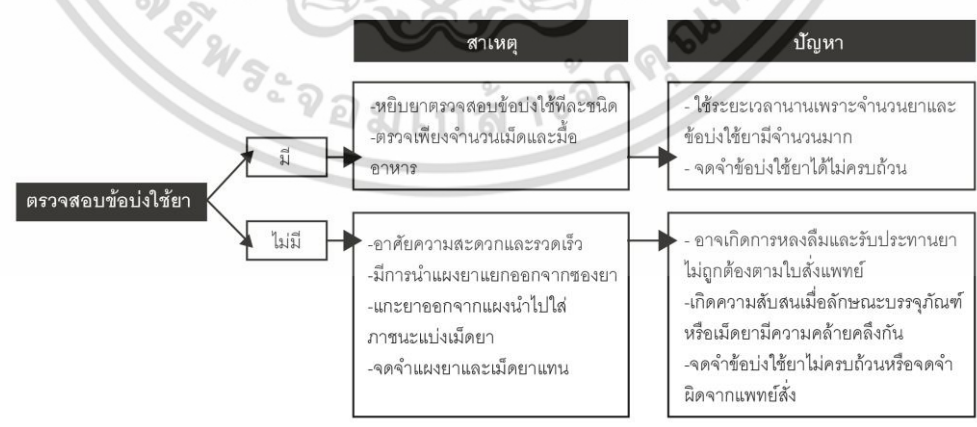 สาเหตุ
ปัญหา
ตรวจสอบข้อบ่งใช้ยา
มี
-หยิบยาตรวจสอบข้อบ่งใช้ทีละชนิด
-ตรวจเพียงจำนวนเม็ดและมื้อ
อาหาร
- ใช้ระยะเวลานานเพราะจำนวนยาและ
ข้อบ่งใช้ยามีจำนวนมาก
- จดจำข้อบ่งใช้ยาได้ไม่ครบถ้วน
ไม่มี
-อาศัยความสะดวกและรวดเร็ว
-มีการนำแผงยาแยกออกจากซองยา
-แกะยาออกจากแผงนำไปใส่
ภาชนะแบ่งเม็ดยา
-จดจำแผงยาและเม็ดยาแทน
- อาจเกิดการหลงลืมและรับประทานยา
ไม่ถูกต้องตามใบสั่งแพทย์
-เกิดความสับสนเมื่อลักษณะบรรจุภัณฑ์
หรือเม็ดยามีความคล้ายคลึงกัน
-จดจำข้อบ่งใช้ยาไม่ครบถ้วนหรือจดจำ
ผิดจากแพทย์สั่ง